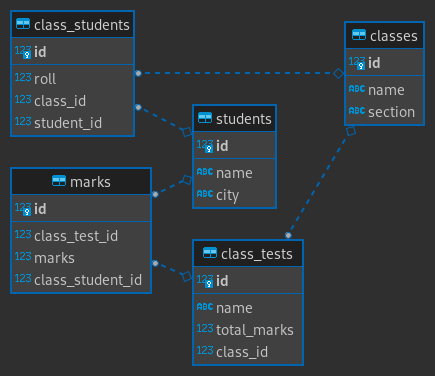 class_students
123 id
123 roll
123 class_id
123 student_id
classes
123 id
ABC name
ABC section
students
123 id
ABC name
ABC city
marks
123 id
123 class_test_id
123 marks
123 class_student_id
class_tests
123 id
ABC name
123 total_marks
123 class_id